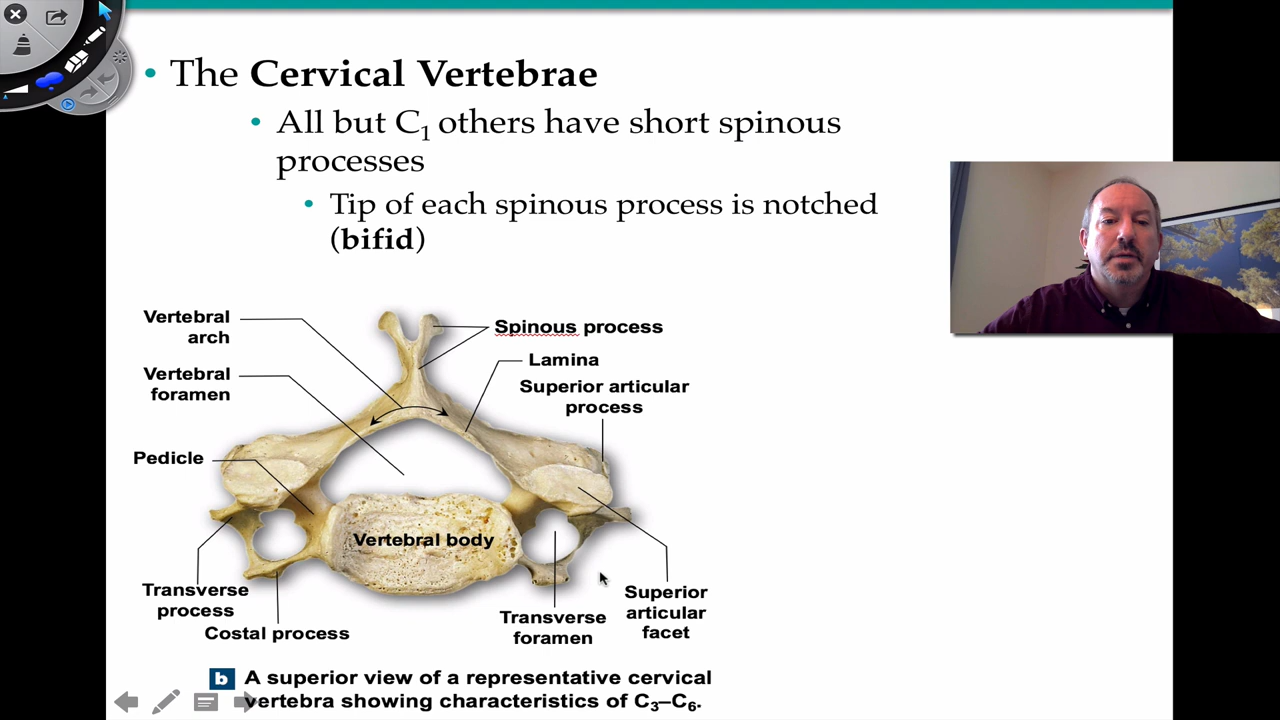 • The Cervical Vertebrae
• All but C₁ others have short spinous
processes
• Tip of each spinous process is notched
(bifid)
Vertebral
arch
Spinous process
Lamina
Vertebral
foramen
Superior articular
process
Pedicle
Vertebral body
Transverse
process
Costal process
Transverse
foramen
Superior
articular
facet
b A superior view of a representative cervical
vertebra showing characteristics of C₃–C₆.